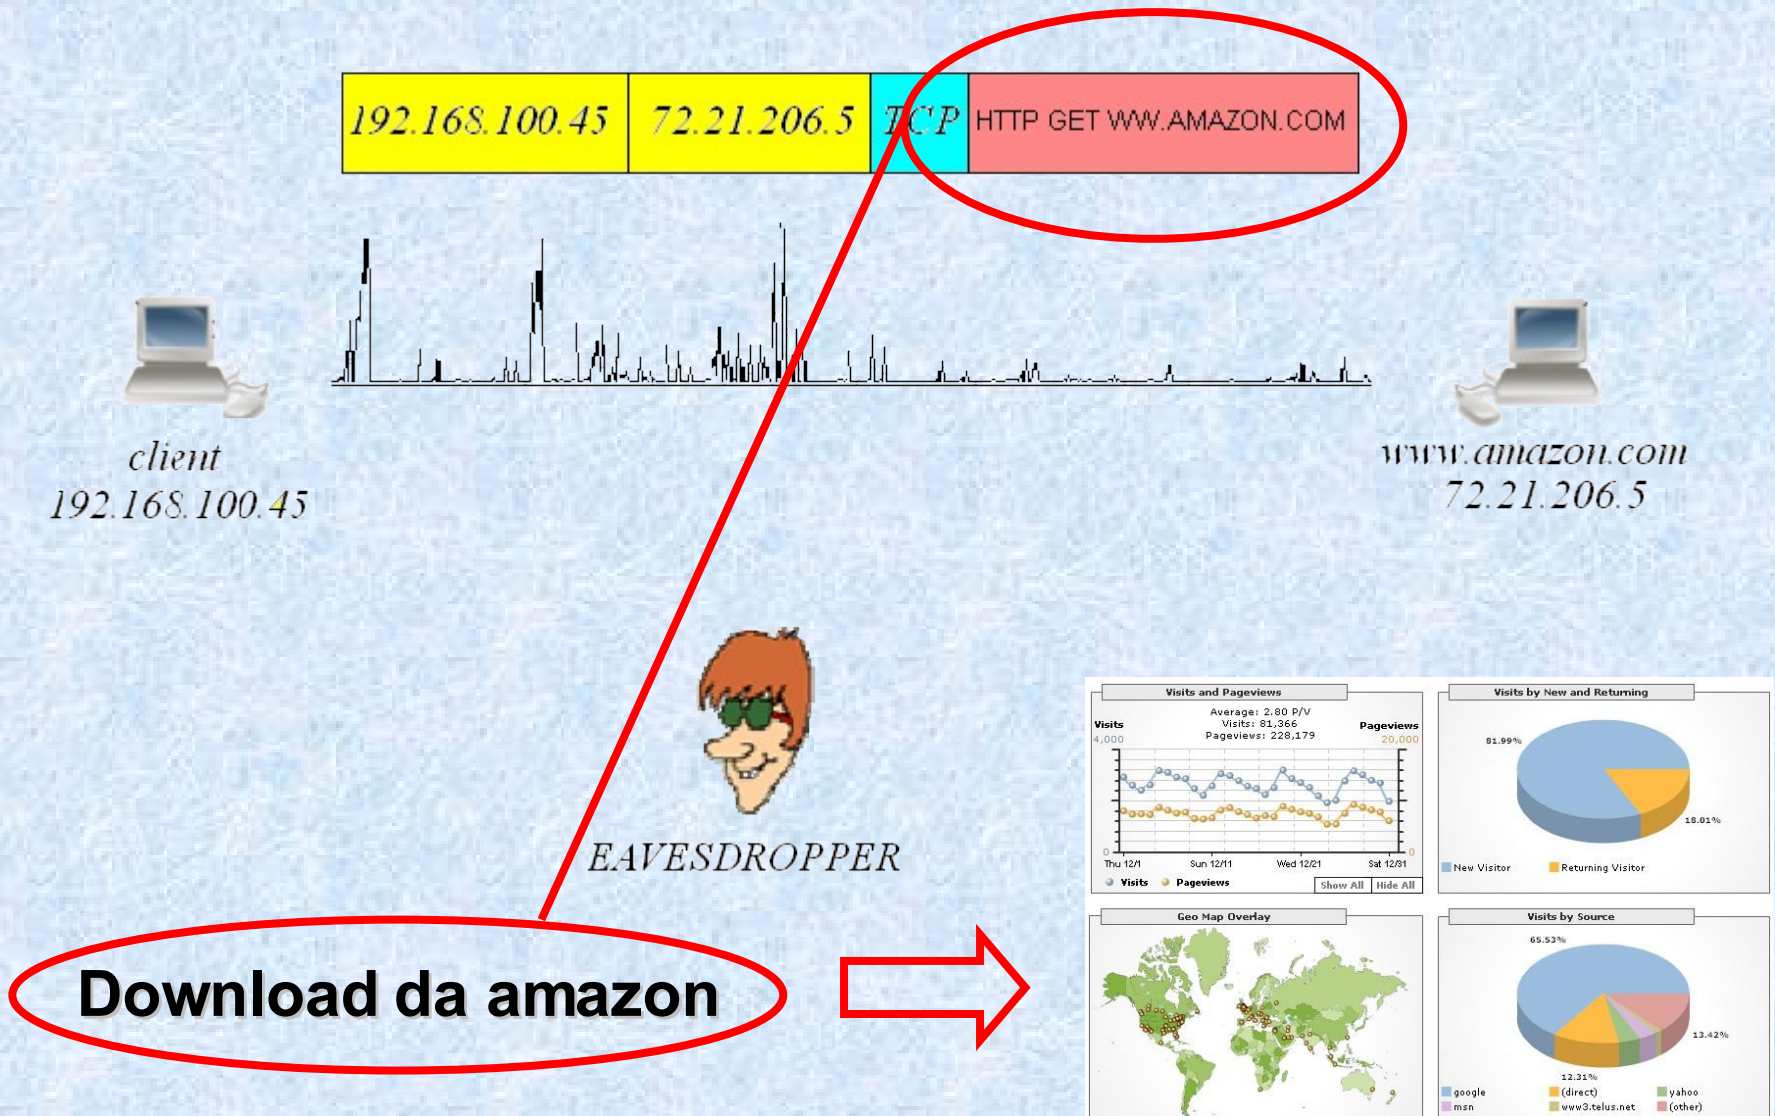 192.168.100.45 72.21.206.5 TCP HTTP GET WW.AMAZON.COM
client
192.168.100.45
www.amazon.com
72.21.206.5
EAVESDROPPER
Download da amazon
Visits and Pageviews
Average: 2.80 P/V
Visits Visits: 81,366 Pageviews
4,000 Pageviews: 228,179 20,000
0 0
Thu 12/1 Sun 12/11 Wed 12/21 Sat 12/31
Visits Pageviews Show All Hide All
Visits by New and Returning
81.99%
18.01%
New Visitor Returning Visitor
Geo Map Overlay
Visits by Source
65.53%
13.42%
12.31%
google (direct) yahoo
msn www3.telus.net (other)